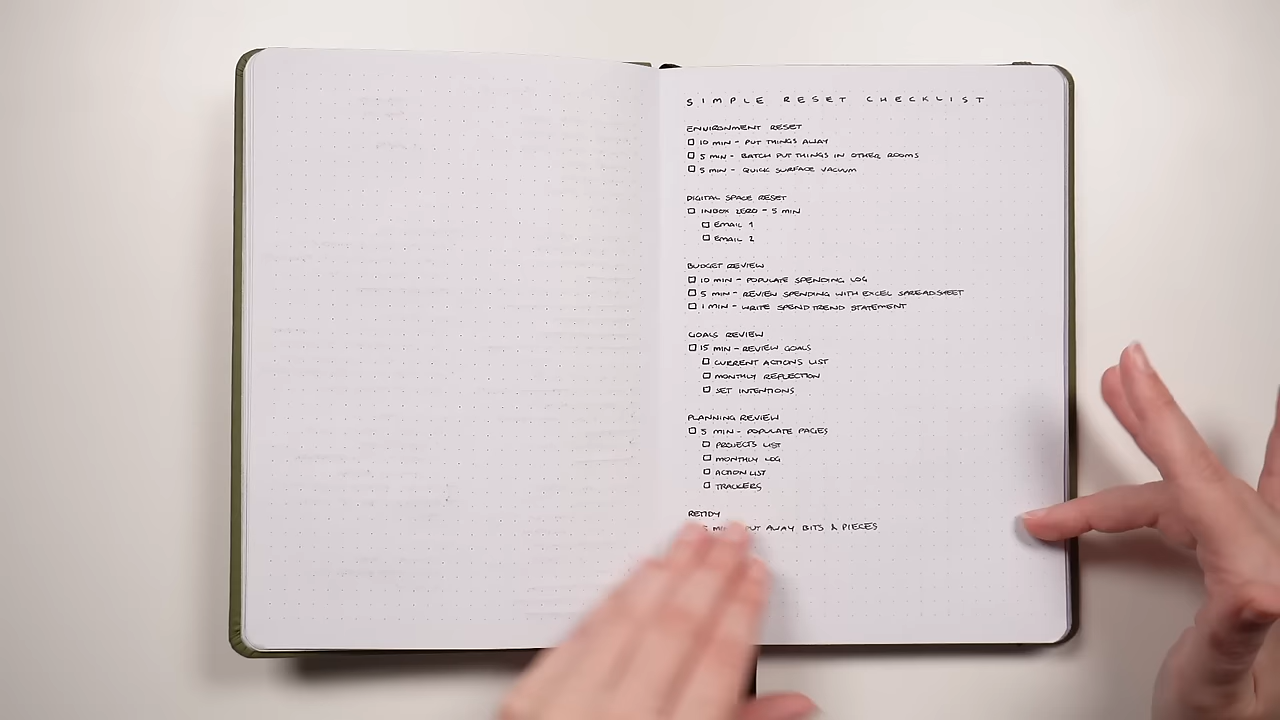 SIMPLE RESET CHECKLIST
ENVIRONMENT RESET
10 MIN - PUT THINGS AWAY
5 MIN - BATCH PUT THINGS IN OTHER ROOMS
5 MIN - QUICK SURFACE VACUUM
DIGITAL SPACE RESET
INBOX ZERO - 5 MIN
EMAIL 1
EMAIL 2
BUDGET REVIEW
10 MIN - POPULATE SPENDING LOG
5 MIN - REVIEW SPENDING WITH EXCEL SPREADSHEET
1 MIN - WRITE SPEND TREND STATEMENT
GOALS REVIEW
15 MIN - REVIEW GOALS
CURRENT ACTIONS LIST
MONTHLY REFLECTION
SET INTENTIONS
PLANNING REVIEW
5 MIN - POPULATE PAGES
PROJECTS LIST
MONTHLY LOG
ACTION LIST
TRACKERS
RETIDY
5 MIN PUT AWAY BITS & PIECES